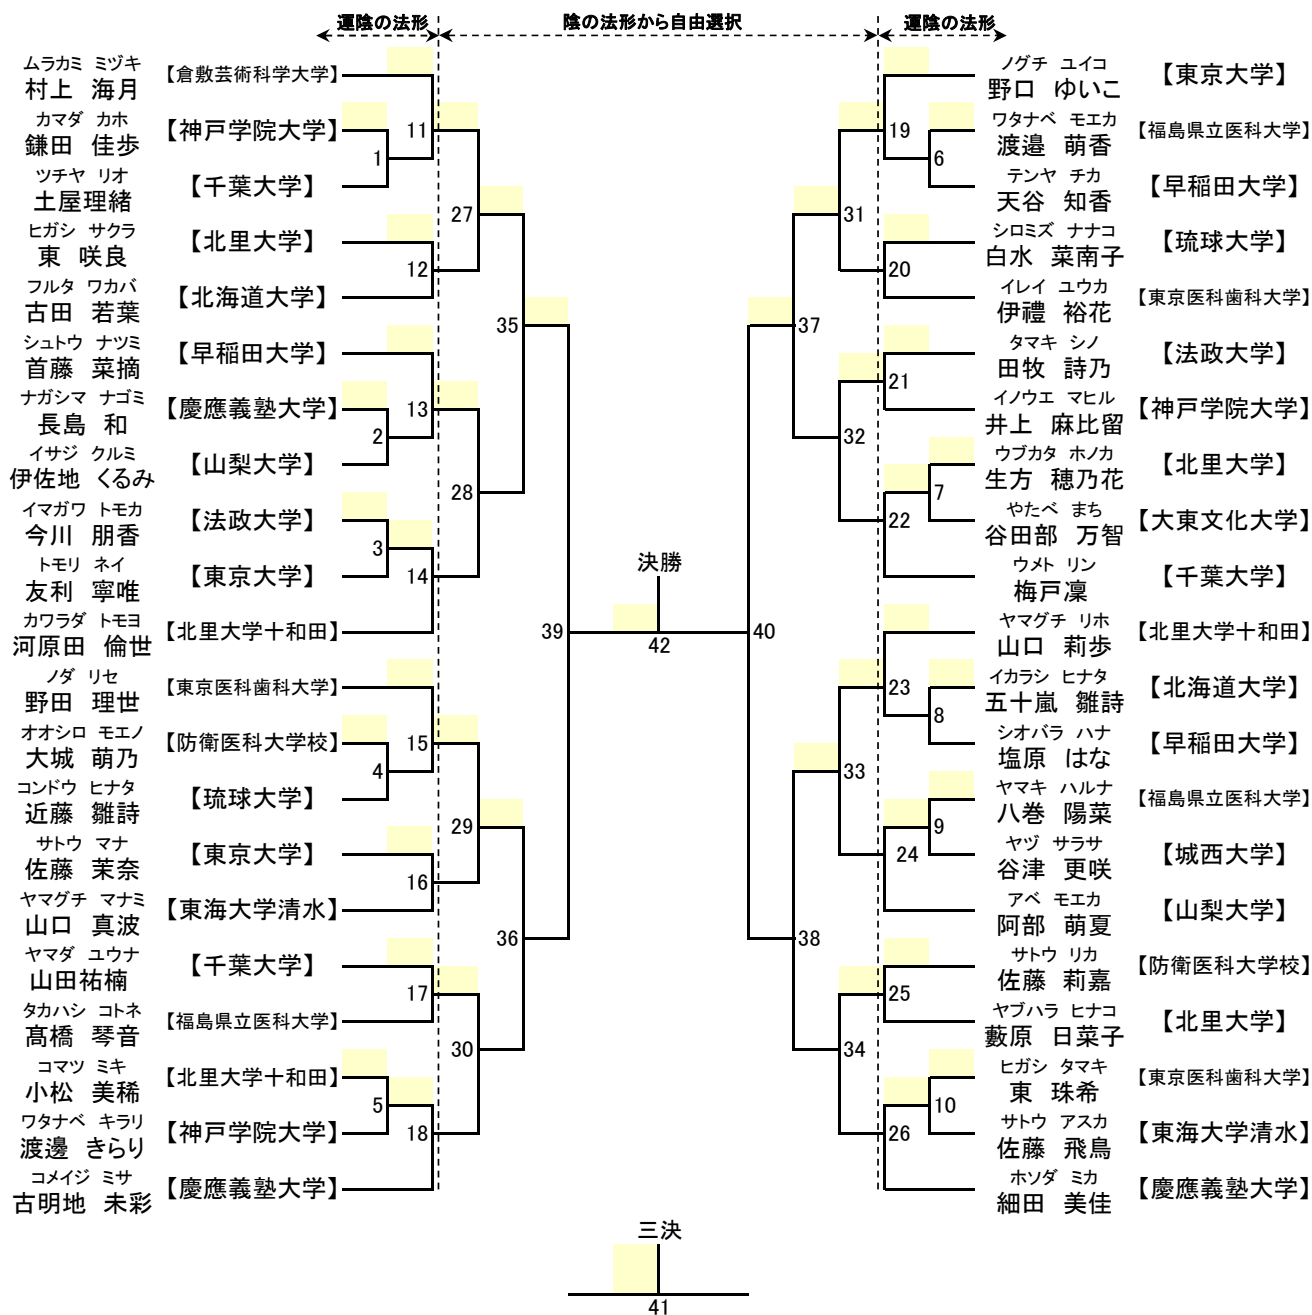 運陰の法形
陰の法形から自由選択
運陰の法形
ムラカミ ミヅキ
村上 海月 【倉敷芸術科学大学】
カマダ カホ
鎌田 佳歩 【神戸学院大学】
ツチヤ リオ
土屋理緒 【千葉大学】
ヒガシ サクラ
東 咲良 【北里大学】
フルタ ワカバ
古田 若葉 【北海道大学】
シュトウ ナツミ
首藤 菜摘 【早稲田大学】
ナガシマ ナゴミ
長島 和 【慶應義塾大学】
イサジ クルミ
伊佐地 くるみ 【山梨大学】
イマガワ トモカ
今川 朋香 【法政大学】
トモリ ネイ
友利 寧唯 【東京大学】
カワラダ トモヨ
河原田 倫世 【北里大学十和田】
ノダ リセ
野田 理世 【東京医科歯科大学】
オオシロ モエノ
大城 萌乃 【防衛医科大学校】
コンドウ ヒナタ
近藤 雛詩 【琉球大学】
サトウ マナ
佐藤 茉奈 【東京大学】
ヤマグチ マナミ
山口 真波 【東海大学清水】
ヤマダ ユウナ
山田祐楠 【千葉大学】
タカハシ コトネ
髙橋 琴音 【福島県立医科大学】
コマツ ミキ
小松 美稀 【北里大学十和田】
ワタナベ キラリ
渡邊 きらり 【神戸学院大学】
コメイジ ミサ
古明地 未彩 【慶應義塾大学】
1
2
3
4
5
11
12
13
14
15
16
17
18
27
28
29
30
35
36
39
決勝
42
40
37
38
31
32
33
34
19
20
21
22
23
24
25
26
6
7
8
9
10
ノグチ ユイコ
野口 ゆいこ 【東京大学】
ワタナベ モエカ
渡邉 萌香 【福島県立医科大学】
テンヤ チカ
天谷 知香 【早稲田大学】
シロミズ ナナコ
白水 菜南子 【琉球大学】
イレイ ユウカ
伊禮 裕花 【東京医科歯科大学】
タマキ シノ
田牧 詩乃 【法政大学】
イノウエ マヒル
井上 麻比留 【神戸学院大学】
ウブカタ ホノカ
生方 穂乃花 【北里大学】
やたべ まち
谷田部 万智 【大東文化大学】
ウメト リン
梅戸凜 【千葉大学】
ヤマグチ リホ
山口 莉歩 【北里大学十和田】
イカラシ ヒナタ
五十嵐 雛詩 【北海道大学】
シオバラ ハナ
塩原 はな 【早稲田大学】
ヤマキ ハルナ
八巻 陽菜 【福島県立医科大学】
ヤヅ サラサ
谷津 更咲 【城西大学】
アベ モエカ
阿部 萌夏 【山梨大学】
サトウ リカ
佐藤 莉嘉 【防衛医科大学校】
ヤブハラ ヒナコ
藪原 日菜子 【北里大学】
ヒガシ タマキ
東 珠希 【東京医科歯科大学】
サトウ アスカ
佐藤 飛鳥 【東海大学清水】
ホソダ ミカ
細田 美佳 【慶應義塾大学】
三決
41